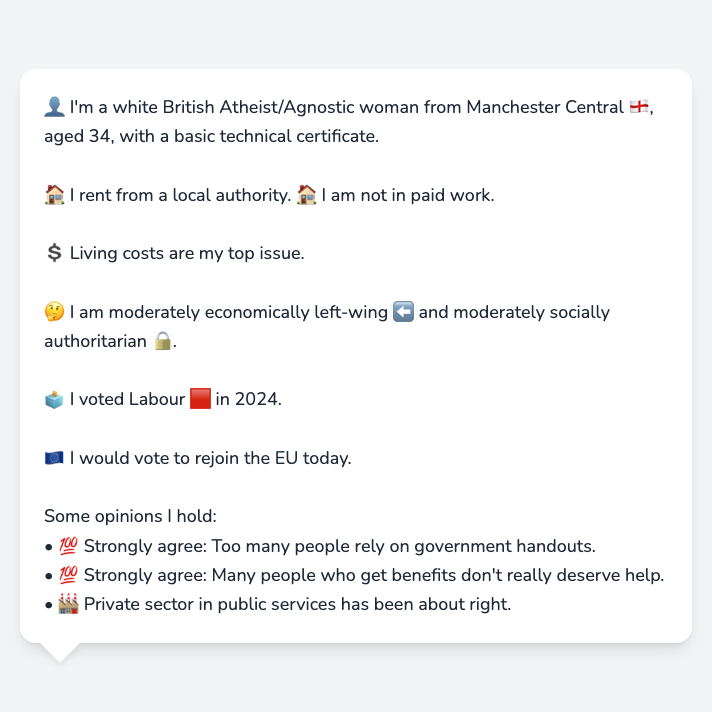 👤 I'm a white British Atheist/Agnostic woman from Manchester Central 🏴󠁧󠁢󠁥󠁮󠁧󠁿,
aged 34, with a basic technical certificate.
🏠 I rent from a local authority. 🏠 I am not in paid work.
💲 Living costs are my top issue.
🤔 I am moderately economically left-wing ⬅️ and moderately socially
authoritarian 🔒.
🗳️ I voted Labour 🟥 in 2024.
🇪🇺 I would vote to rejoin the EU today.
Some opinions I hold:
• 💯 Strongly agree: Too many people rely on government handouts.
• 💯 Strongly agree: Many people who get benefits don't really deserve help.
• 🏭 Private sector in public services has been about right.